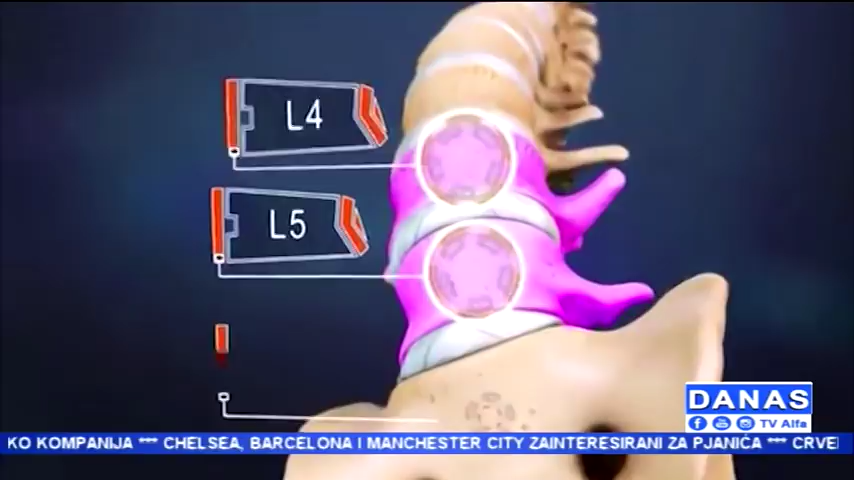 L4
L5
DANAS
TV Alfa
KO KOMPANIJA *** CHELSEA, BARCELONA I MANCHESTER CITY ZAINTERESIRANI ZA PJANIĆA *** CRVE